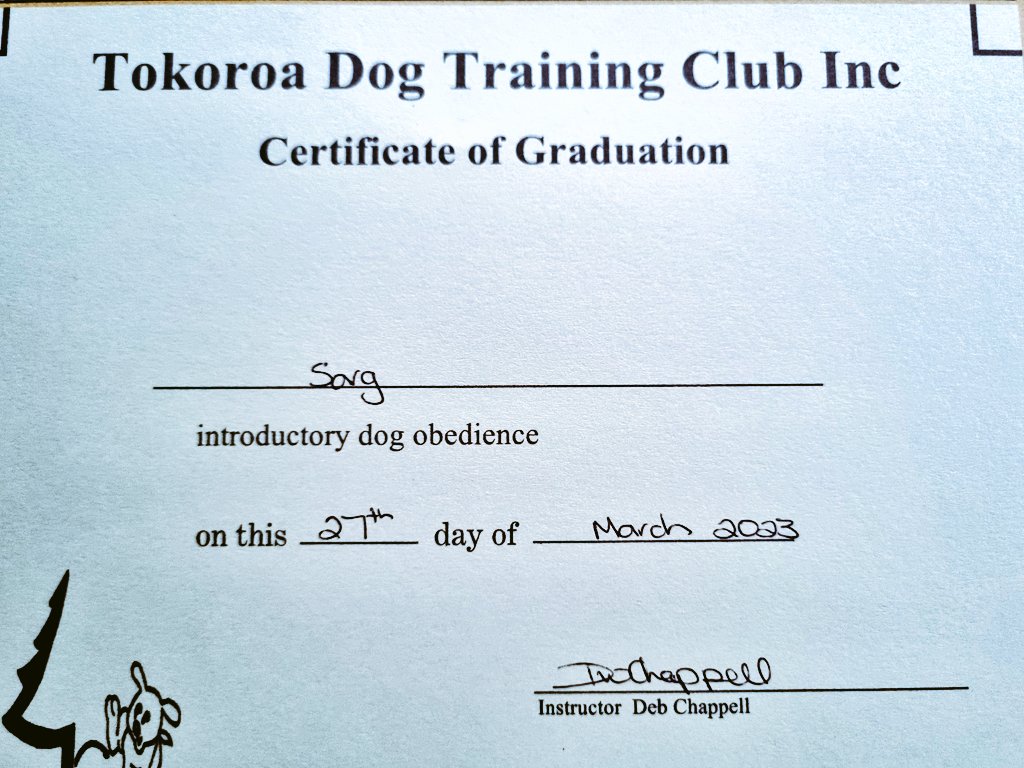 Tokoroa Dog Training Club Inc
Certificate of Graduation
Sarg
introductory dog obedience
on this 27th day of March 2023
DWChappell
Instructor Deb Chappell